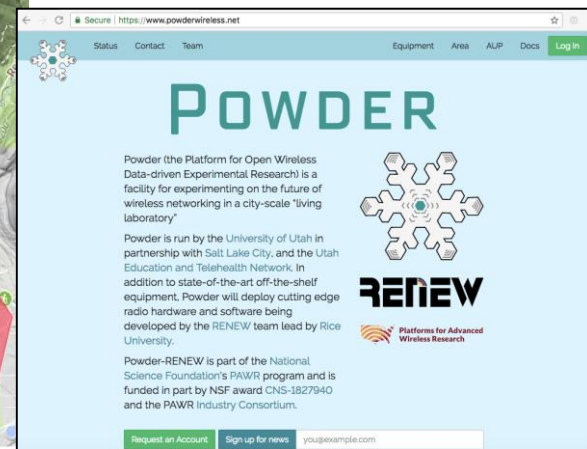 Secure | https://www.powderwireless.net
Status Contact Team Equipment Area AUP Docs Log In
POWDER
Powder (the Platform for Open Wireless
Data-driven Experimental Research) is a
facility for experimenting on the future of
wireless networking in a city-scale "living
laboratory"
Powder is run by the University of Utah in
partnership with Salt Lake City, and the Utah
Education and Telehealth Network. In
addition to state-of-the-art off-the-shelf
equipment, Powder will deploy cutting edge
radio hardware and software being
developed by the RENEW team lead by Rice
University.
Powder-RENEW is part of the National
Science Foundation's PAWR program and is
funded in part by NSF award CNS-1827940
and the PAWR Industry Consortium.
RENEW
Platforms for Advanced
Wireless Research
Request an Account Sign up for news you@example.com